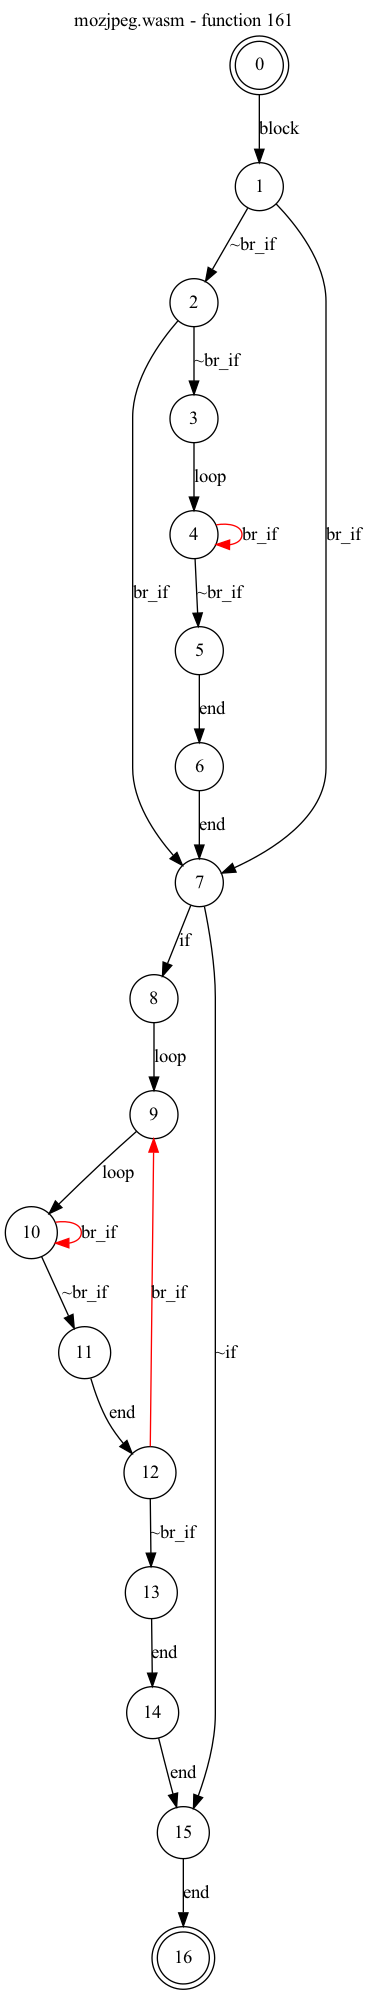 mozjpeg.wasm - function 161
0
block
1
~br_if
2
~br_if
3
loop
4
br_if
br_if
br_if
~br_if
5
end
6
end
7
if
8
loop
9
loop
10
br_if
~br_if
br_if
11
~if
end
12
~br_if
13
end
14
end
15
end
16